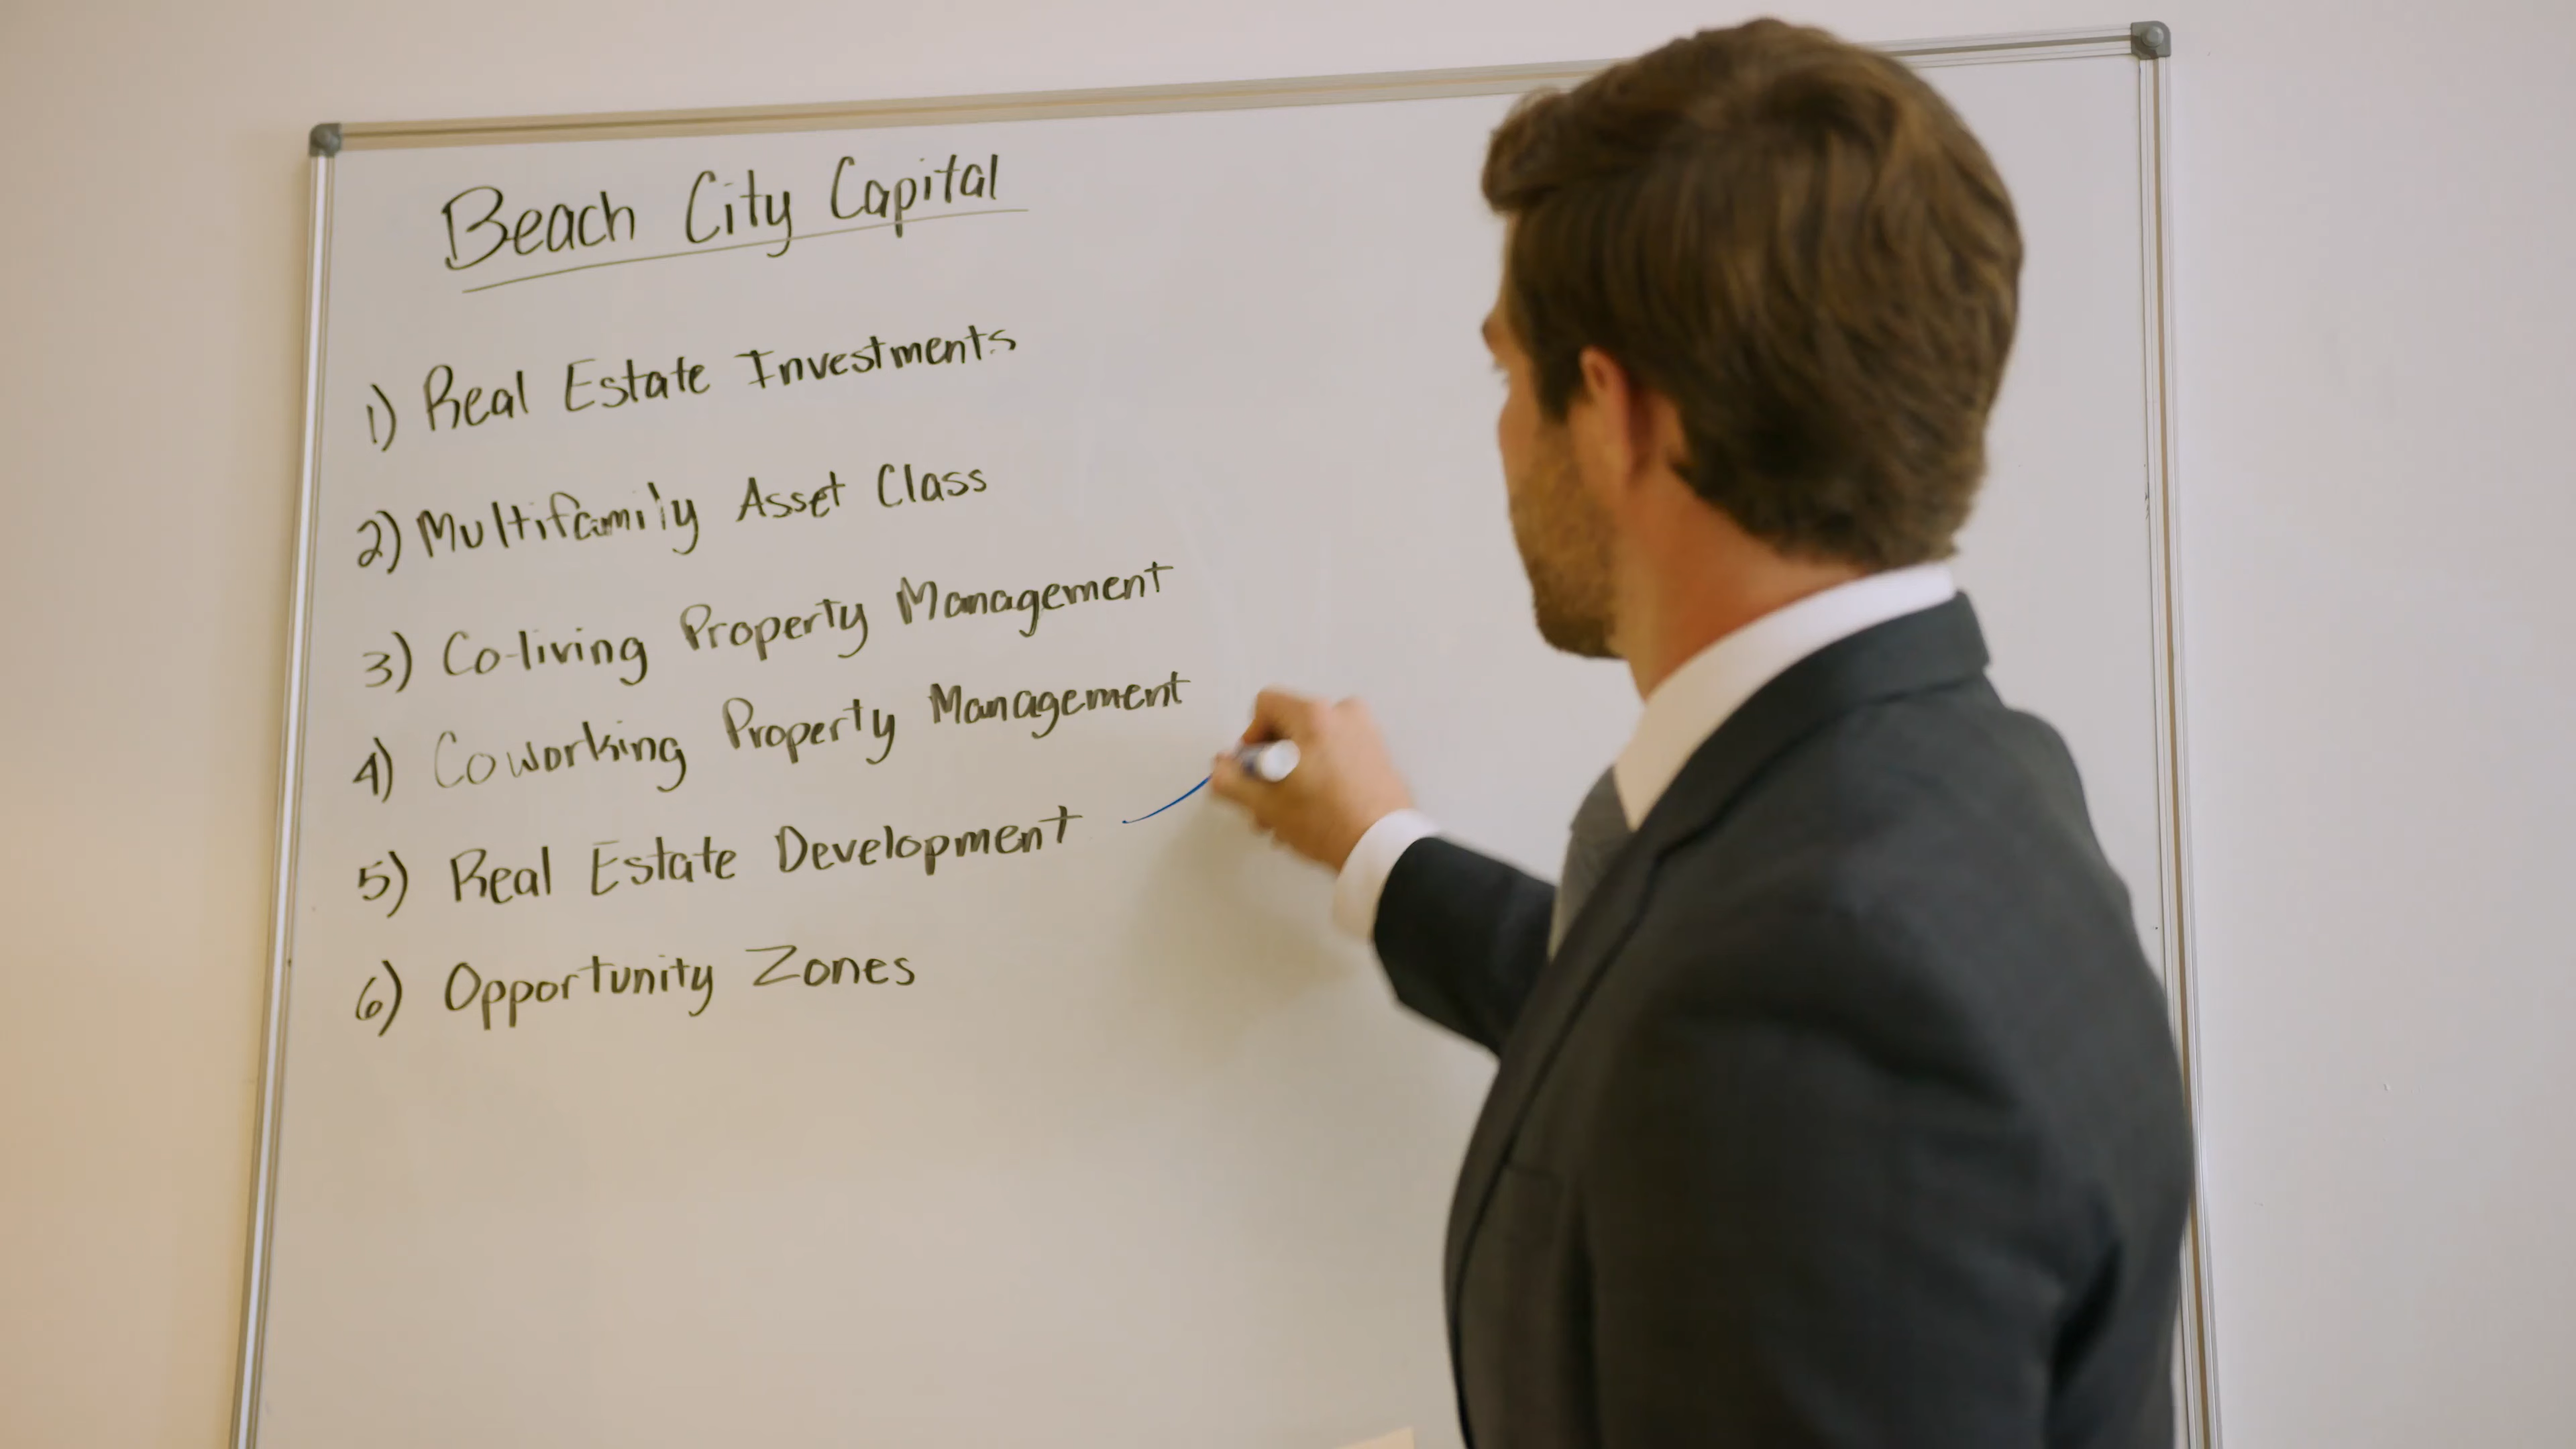 Beach City Capital
1) Real Estate Investments
2) Multifamily Asset Class
3) Co-living Property Management
4) Coworking Property Management
5) Real Estate Development
6) Opportunity Zones